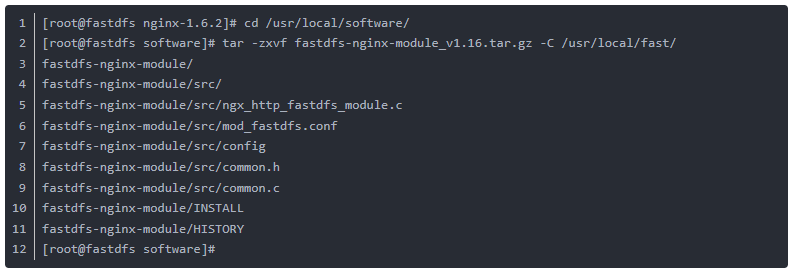 1 [root@fastdfs nginx-1.6.2]# cd /usr/local/software/
2 [root@fastdfs software]# tar -zxvf fastdfs-nginx-module_v1.16.tar.gz -C /usr/local/fast/
3 fastdfs-nginx-module/
4 fastdfs-nginx-module/src/
5 fastdfs-nginx-module/src/ngx_http_fastdfs_module.c
6 fastdfs-nginx-module/src/mod_fastdfs.conf
7 fastdfs-nginx-module/src/config
8 fastdfs-nginx-module/src/common.h
9 fastdfs-nginx-module/src/common.c
10 fastdfs-nginx-module/INSTALL
11 fastdfs-nginx-module/HISTORY
12 [root@fastdfs software]#